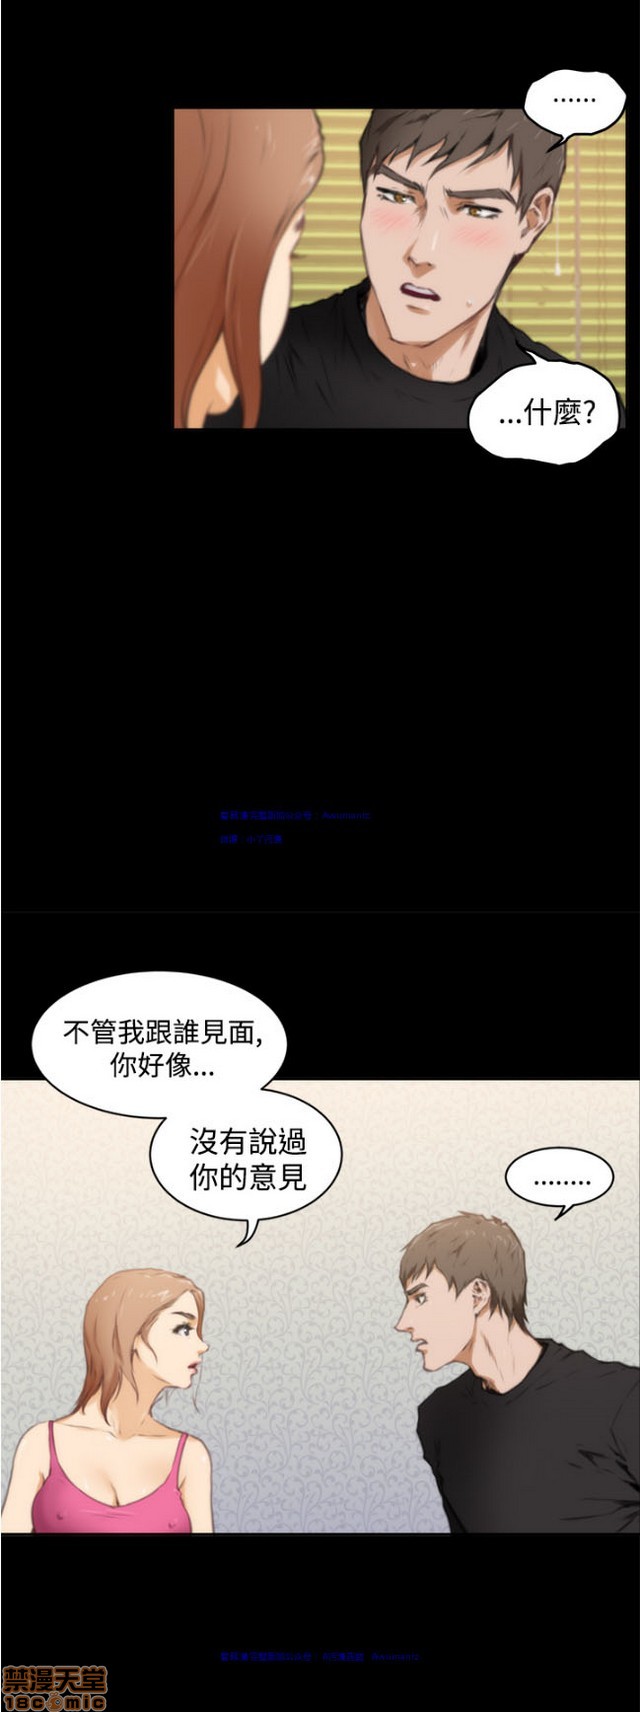 ......
...什麼?
不管我跟誰見面,
你好像...
沒有說過
你的意見
........
禁漫天堂
18comic